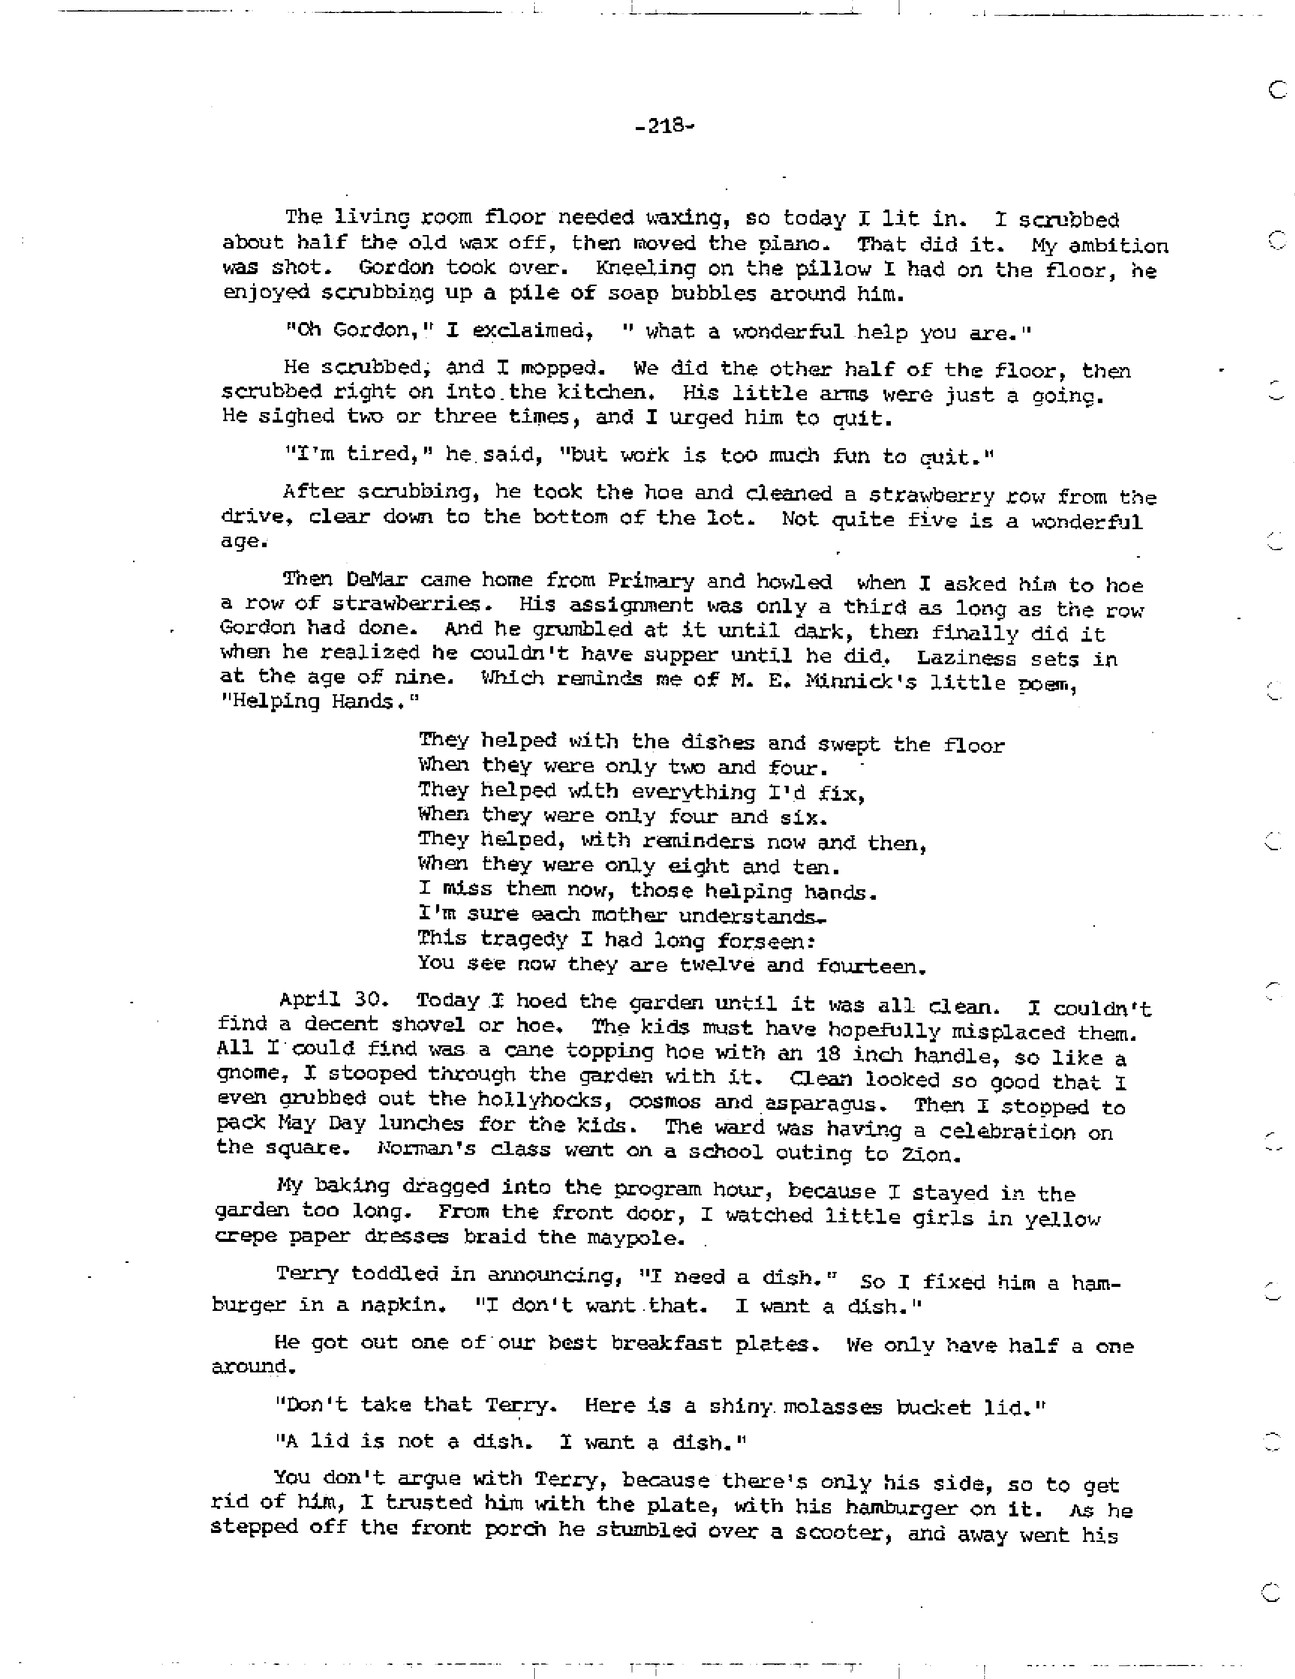 -218-
The living room floor needed waxing, so today I lit in. I scrubbed
about half the old wax off, then moved the piano. That did it. My ambition
was shot. Gordon took over. Kneeling on the pillow I had on the floor, he
enjoyed scrubbing up a pile of soap bubbles around him.
"Oh Gordon," I exclaimed, " what a wonderful help you are."
He scrubbed, and I mopped. We did the other half of the floor, then
scrubbed right on into the kitchen. His little arms were just a going.
He sighed two or three times, and I urged him to quit.
"I'm tired," he said, "but work is too much fun to quit."
After scrubbing, he took the hoe and cleaned a strawberry row from the
drive, clear down to the bottom of the lot. Not quite five is a wonderful
age.
Then DeMar came home from Primary and howled when I asked him to hoe
a row of strawberries. His assignment was only a third as long as the row
Gordon had done. And he grumbled at it until dark, then finally did it
when he realized he couldn't have supper until he did. Laziness sets in
at the age of nine. Which reminds me of M. E. Minnick's little poem,
"Helping Hands."
They helped with the dishes and swept the floor
When they were only two and four.
They helped with everything I'd fix,
When they were only four and six.
They helped, with reminders now and then,
When they were only eight and ten.
I miss them now, those helping hands.
I'm sure each mother understands.
This tragedy I had long forseen:
You see now they are twelve and fourteen.
April 30. Today I hoed the garden until it was all clean. I couldn't
find a decent shovel or hoe. The kids must have hopefully misplaced them.
All I could find was a cane topping hoe with an 18 inch handle, so like a
gnome, I stooped through the garden with it. Clean looked so good that I
even grubbed out the hollyhocks, cosmos and asparagus. Then I stopped to
pack May Day lunches for the kids. The ward was having a celebration on
the square. Norman's class went on a school outing to Zion.
My baking dragged into the program hour, because I stayed in the
garden too long. From the front door, I watched little girls in yellow
crepe paper dresses braid the maypole.
Terry toddled in announcing, "I need a dish." So I fixed him a ham-
burger in a napkin. "I don't want that. I want a dish."
He got out one of our best breakfast plates. We only have half a one
around.
"Don't take that Terry. Here is a shiny molasses bucket lid."
"A lid is not a dish. I want a dish."
You don't argue with Terry, because there's only his side, so to get
rid of him, I trusted him with the plate, with his hamburger on it. As he
stepped off the front porch he stumbled over a scooter, and away went his